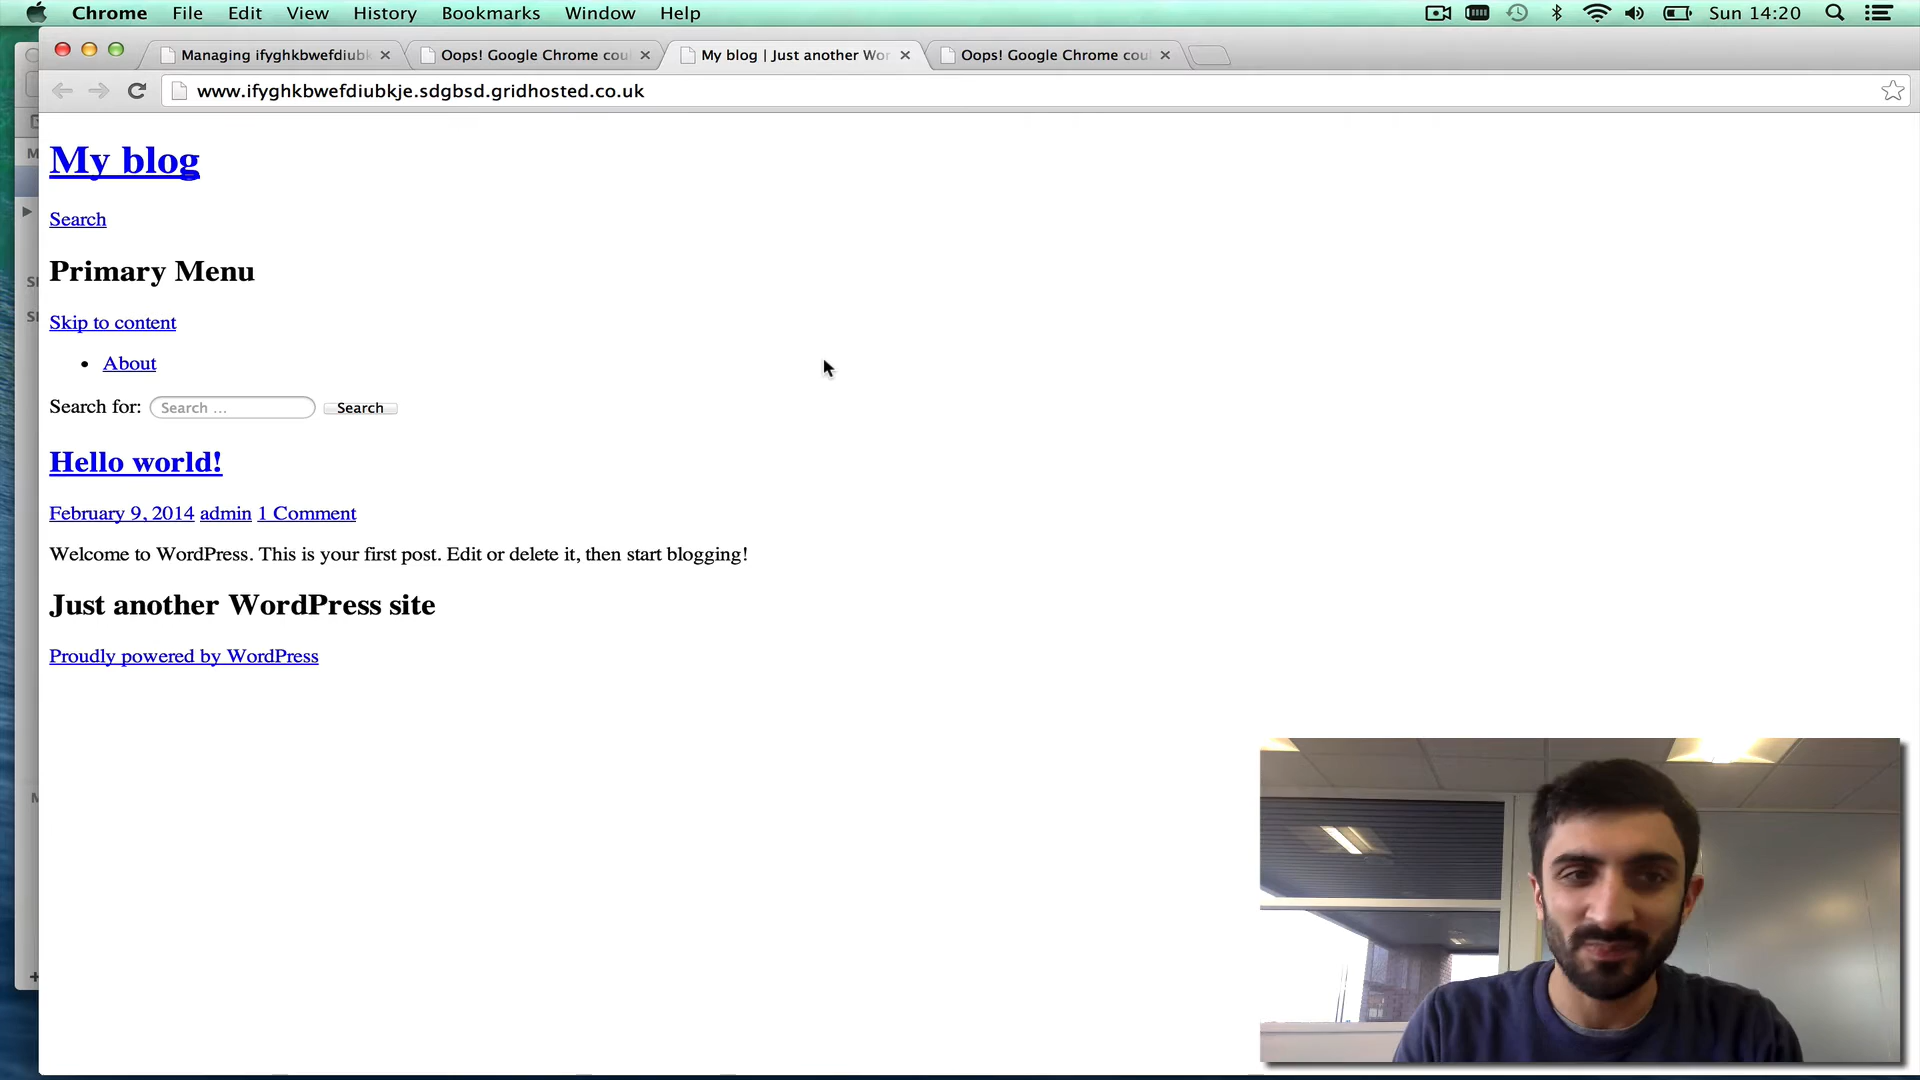 Chrome File Edit View History Bookmarks Window Help Sun 14:20
Managing ifyghkbwefdiubk Oops! Google Chrome cou My blog | Just another Wor Oops! Google Chrome cou
www.ifyghkbwefdiubkje.sdgbsd.gridhosted.co.uk
My blog
Search
Primary Menu
Skip to content
About
Search for: Search ... Search
Hello world!
February 9, 2014 admin 1 Comment
Welcome to WordPress. This is your first post. Edit or delete it, then start blogging!
Just another WordPress site
Proudly powered by WordPress